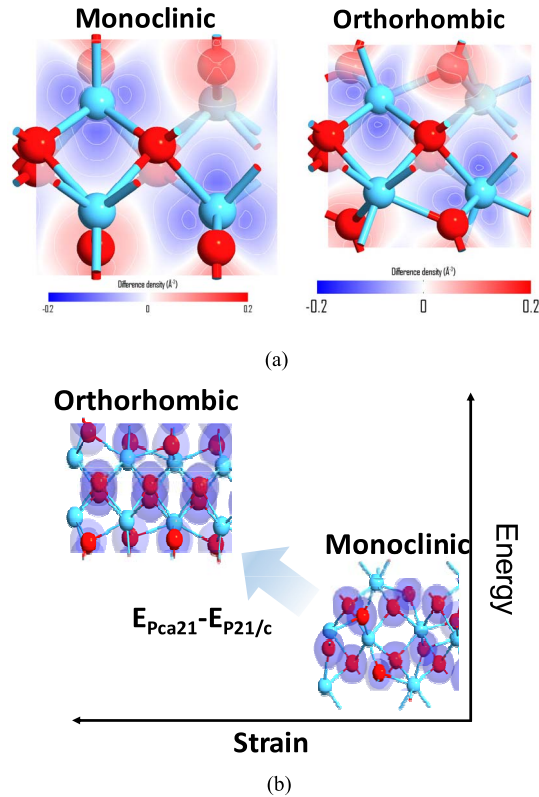 Monoclinic
Orthorhombic
Difference density (Å⁻³)
-0.2
0
0.2
Difference density (Å⁻³)
-0.2
0
0.2
(a)
Orthorhombic
Monoclinic
Energy
E_Pca21-E_P21/c
Strain
(b)